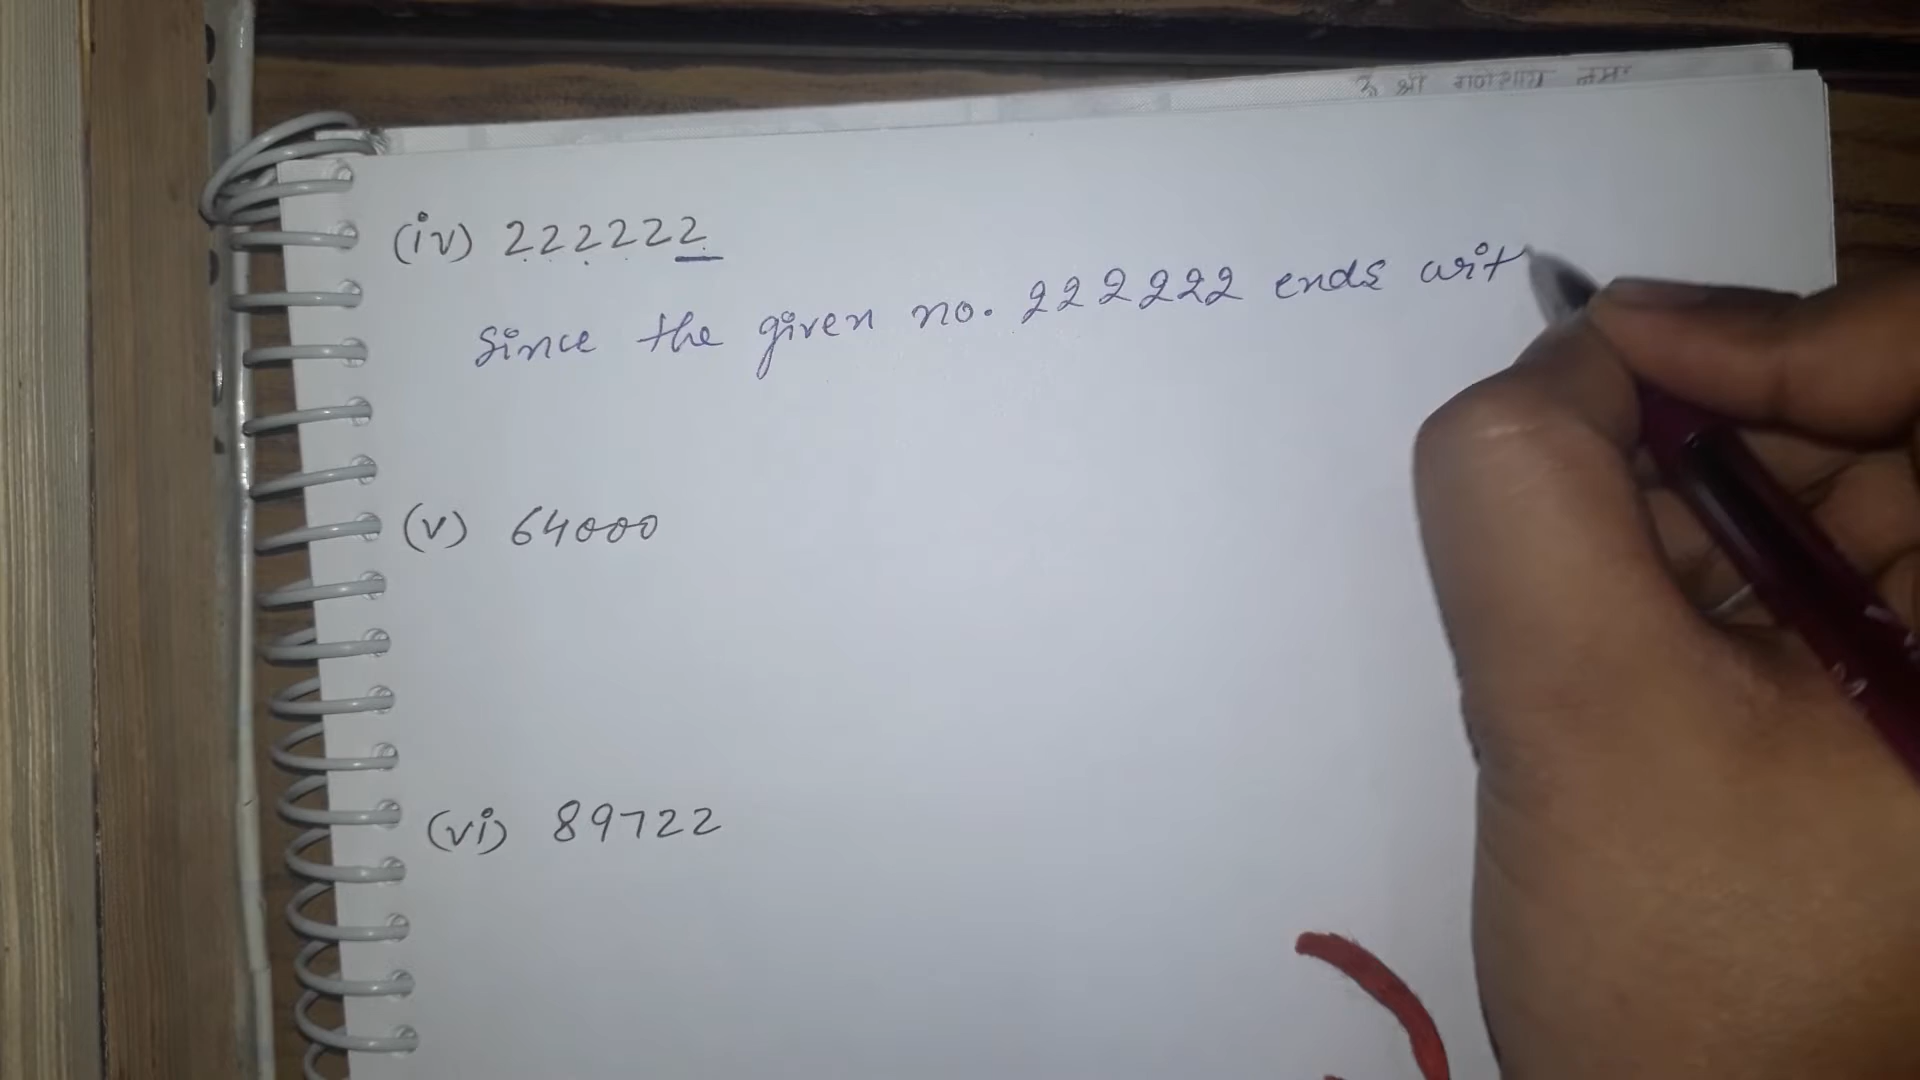 (iv) 222222
Since the given no. 222222 ends wit
(v) 64000
(vi) 89722